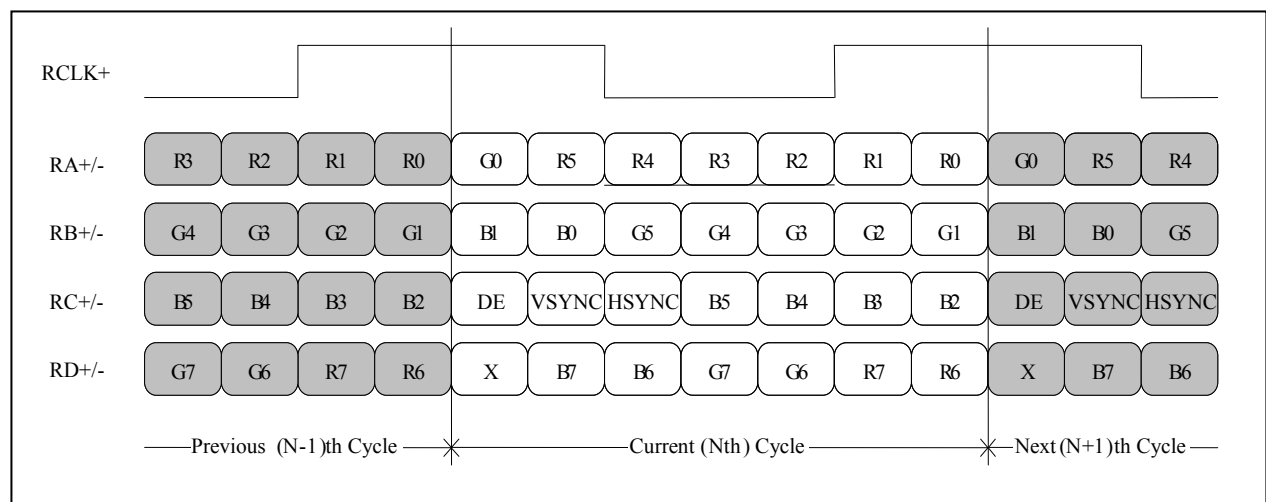 RCLK+
RA+/- R3 R2 R1 R0 G0 R5 R4 R3 R2 R1 R0 G0 R5 R4
RB+/- G4 G3 G2 G1 B1 B0 G5 G4 G3 G2 G1 B1 B0 G5
RC+/- B5 B4 B3 B2 DE VSYNC HSYNC B5 B4 B3 B2 DE VSYNC HSYNC
RD+/- G7 G6 R7 R6 X B7 B6 G7 G6 R7 R6 X B7 B6
Previous (N-1)th Cycle Current (Nth) Cycle Next (N+1)th Cycle